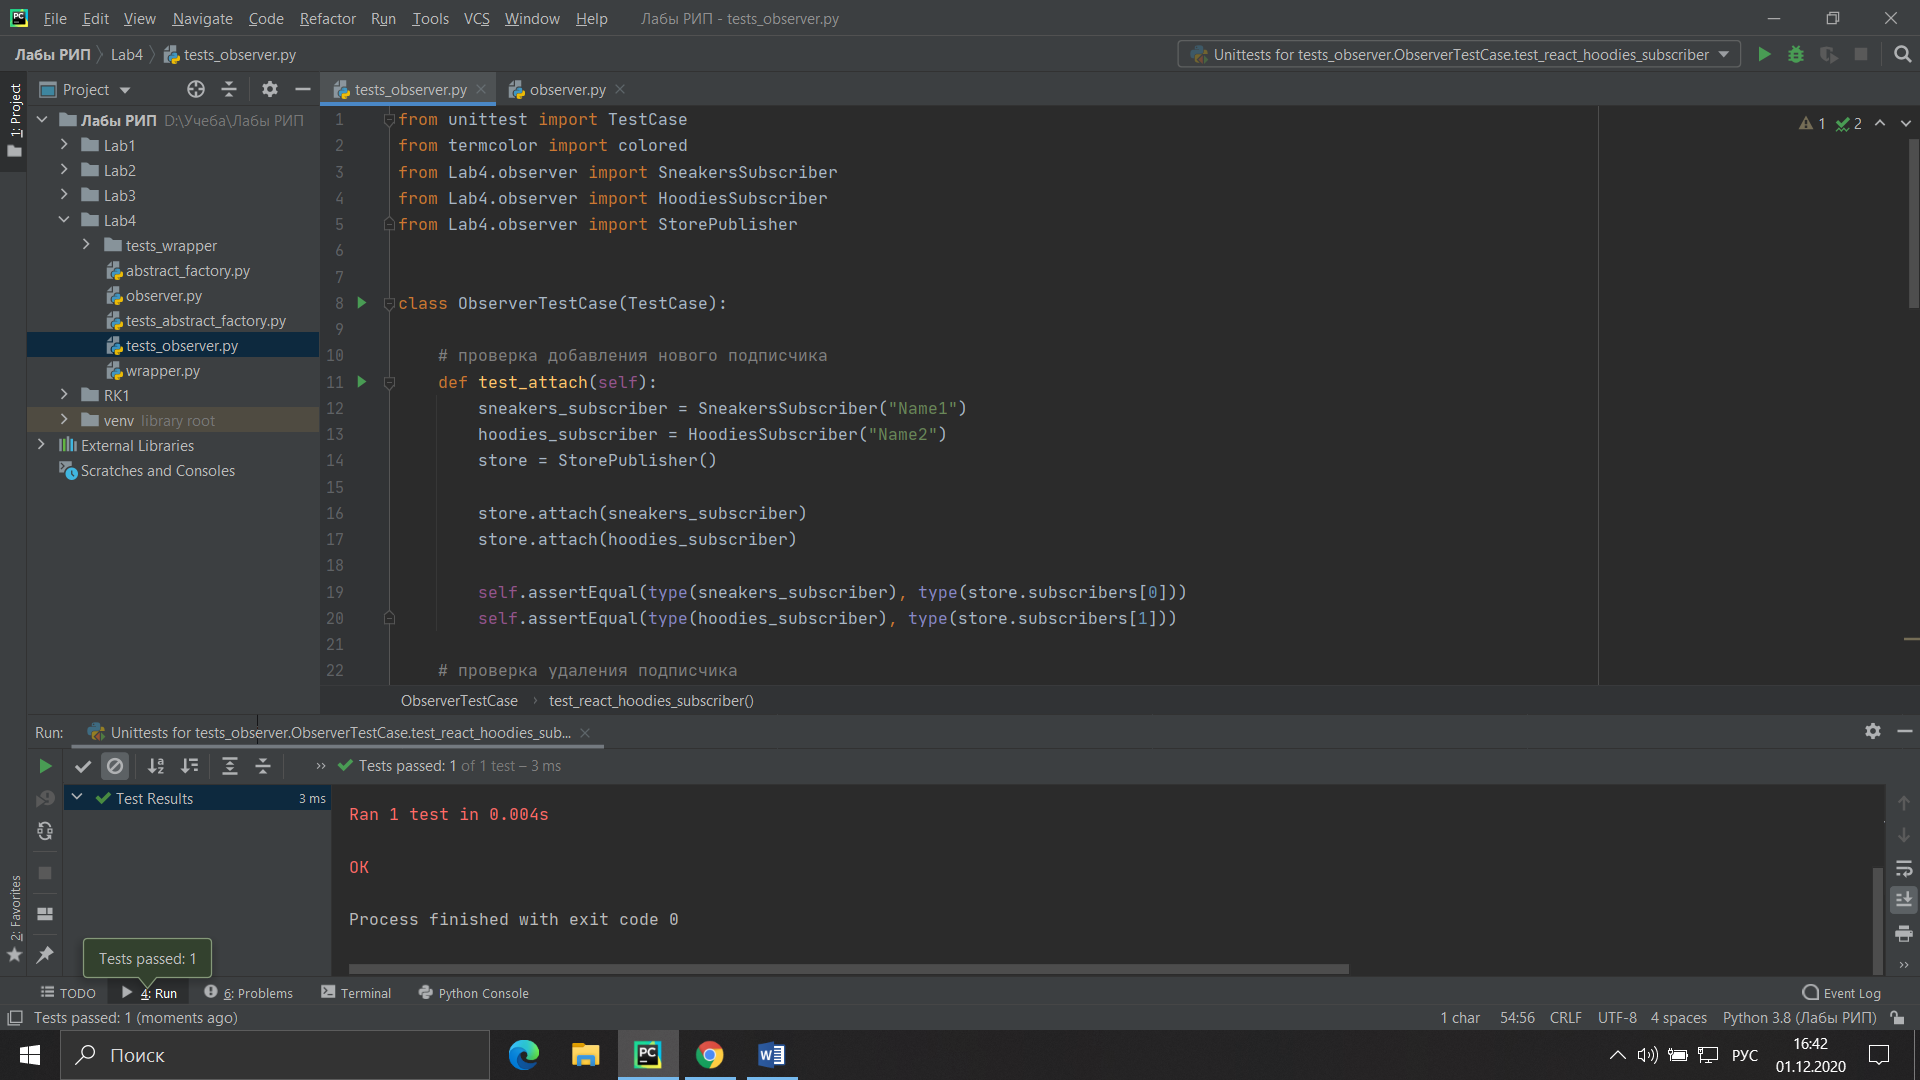 File Edit View Navigate Code Refactor Run Tools VCS Window Help Лабы РИП - tests_observer.py
Лабы РИП Lab4 tests_observer.py Unittests for tests_observer.ObserverTestCase.test_react_hoodies_subscriber
1: Project
Project
tests_observer.py observer.py
Лабы РИП D:\Учеба\Лабы РИП
Lab1
Lab2
Lab3
Lab4
tests_wrapper
abstract_factory.py
observer.py
tests_abstract_factory.py
tests_observer.py
wrapper.py
RK1
venv library root
External Libraries
Scratches and Consoles
1 from unittest import TestCase
2 from termcolor import colored
3 from Lab4.observer import SneakersSubscriber
4 from Lab4.observer import HoodiesSubscriber
5 from Lab4.observer import StorePublisher
6
7
8 class ObserverTestCase(TestCase):
9
10 # проверка добавления нового подписчика
11 def test_attach(self):
12 sneakers_subscriber = SneakersSubscriber("Name1")
13 hoodies_subscriber = HoodiesSubscriber("Name2")
14 store = StorePublisher()
15
16 store.attach(sneakers_subscriber)
17 store.attach(hoodies_subscriber)
18
19 self.assertEqual(type(sneakers_subscriber), type(store.subscribers[0]))
20 self.assertEqual(type(hoodies_subscriber), type(store.subscribers[1]))
21
22 # проверка удаления подписчика
1 2
ObserverTestCase test_react_hoodies_subscriber()
Run: Unittests for tests_observer.ObserverTestCase.test_react_hoodies_sub...
Tests passed: 1 of 1 test – 3 ms
Test Results 3 ms
Ran 1 test in 0.004s
OK
Process finished with exit code 0
2: Favorites
Tests passed: 1
TODO 4: Run 6: Problems Terminal Python Console Event Log
Tests passed: 1 (moments ago) 1 char 54:56 CRLF UTF-8 4 spaces Python 3.8 (Лабы РИП)
Поиск
PC
W
РУС
16:42
01.12.2020